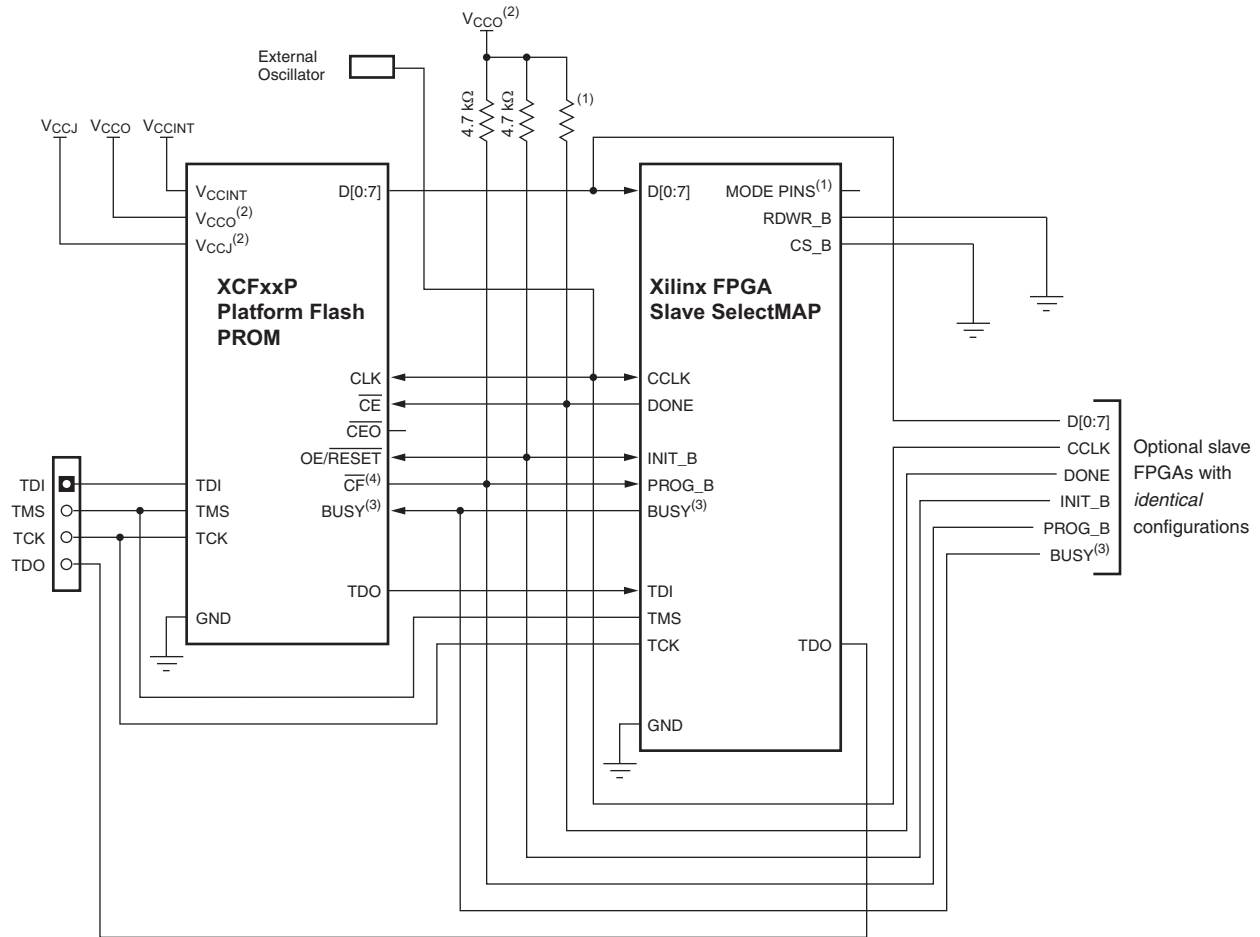 VCCO(2)
External
Oscillator
4.7 kΩ
4.7 kΩ
(1)
VCCJ VCCO VCCINT
VCCINT
VCCO(2)
VCCJ(2)
D[0:7]
XCFxxP
Platform Flash
PROM
CLK
CE
CEO
OE/RESET
CF(4)
BUSY(3)
TDI
TMS
TCK
TDO
GND
D[0:7]
MODE PINS(1)
RDWR_B
CS_B
Xilinx FPGA
Slave SelectMAP
CCLK
DONE
INIT_B
PROG_B
BUSY(3)
TDI
TMS
TCK
TDO
GND
TDI
TMS
TCK
TDO
D[0:7]
CCLK
DONE
INIT_B
PROG_B
BUSY(3)
Optional slave
FPGAs with
identical
configurations